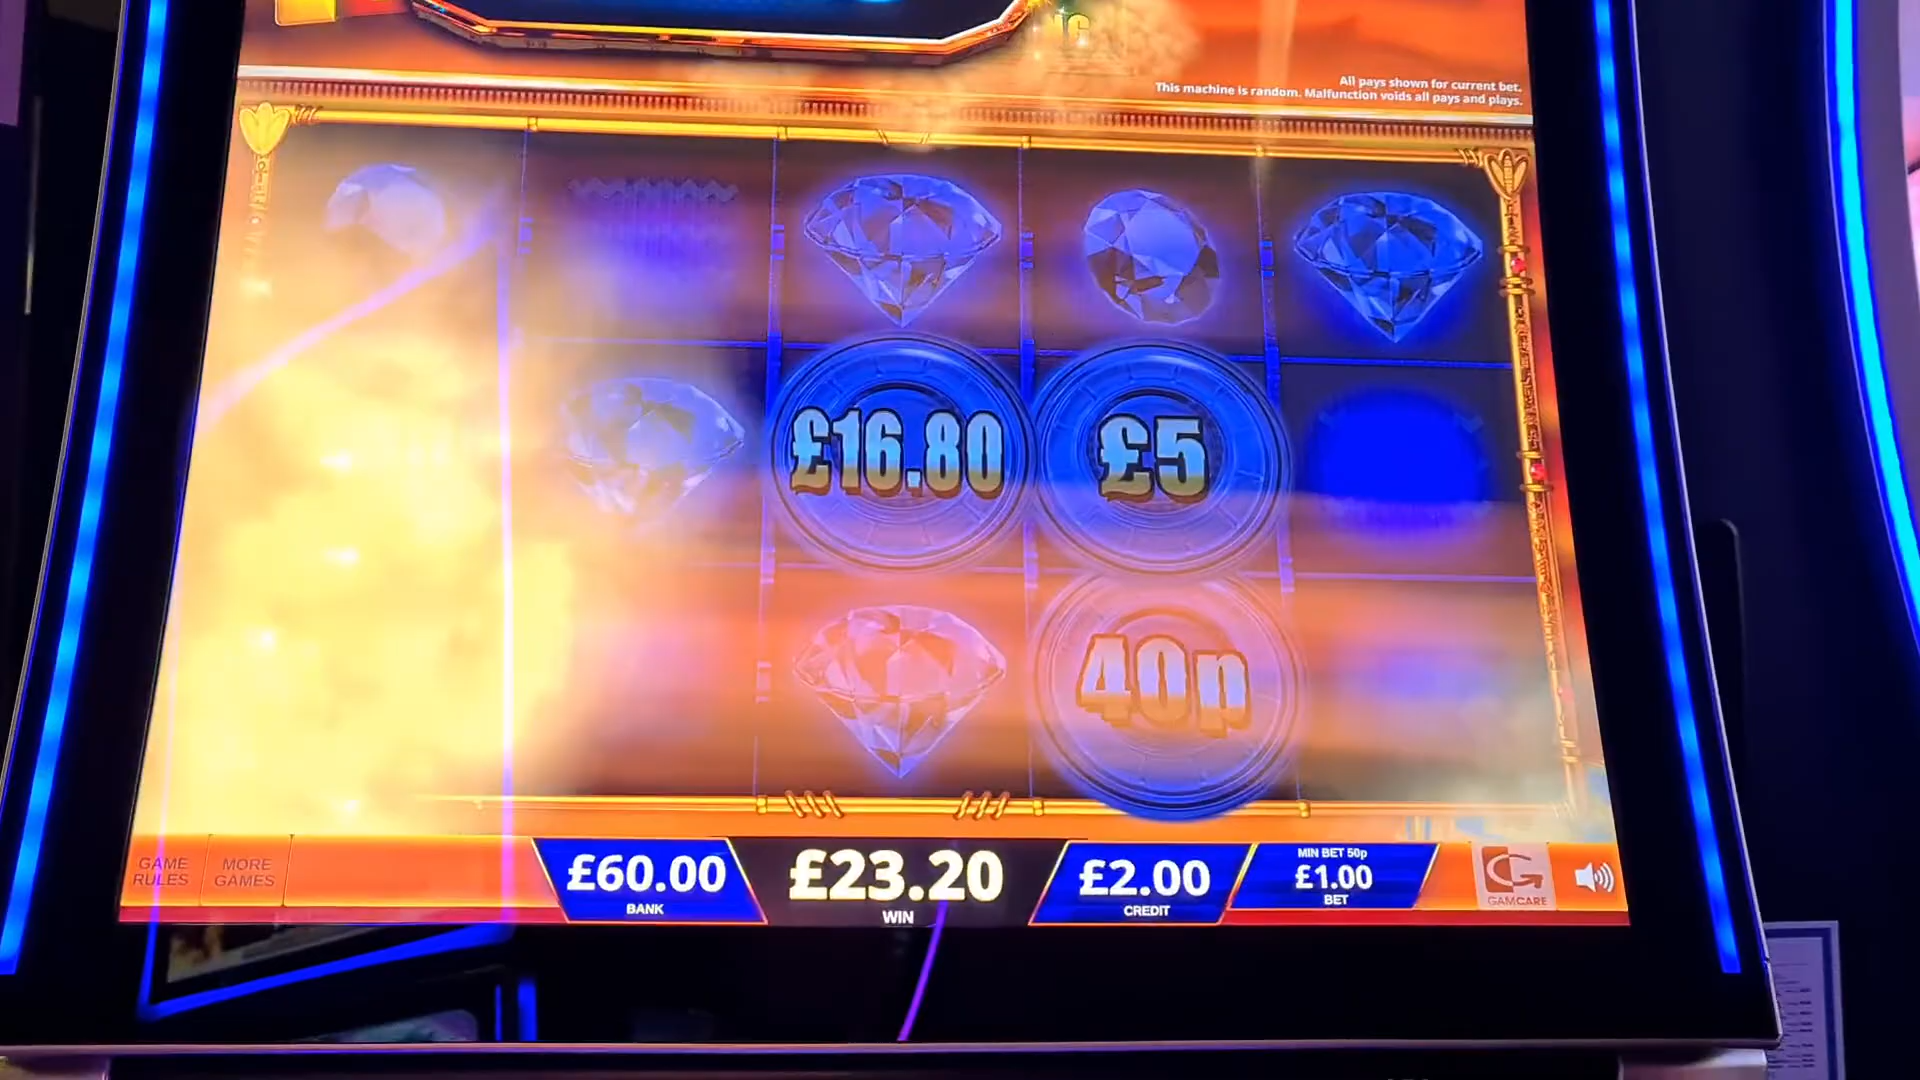 All pays shown for current bet.
This machine is random. Malfunction voids all pays and plays.
£16.80
£5
40p
GAME
RULES
MORE
GAMES
£60.00
BANK
£23.20
WIN
£2.00
CREDIT
MIN BET 50p
£1.00
BET
GAMCARE